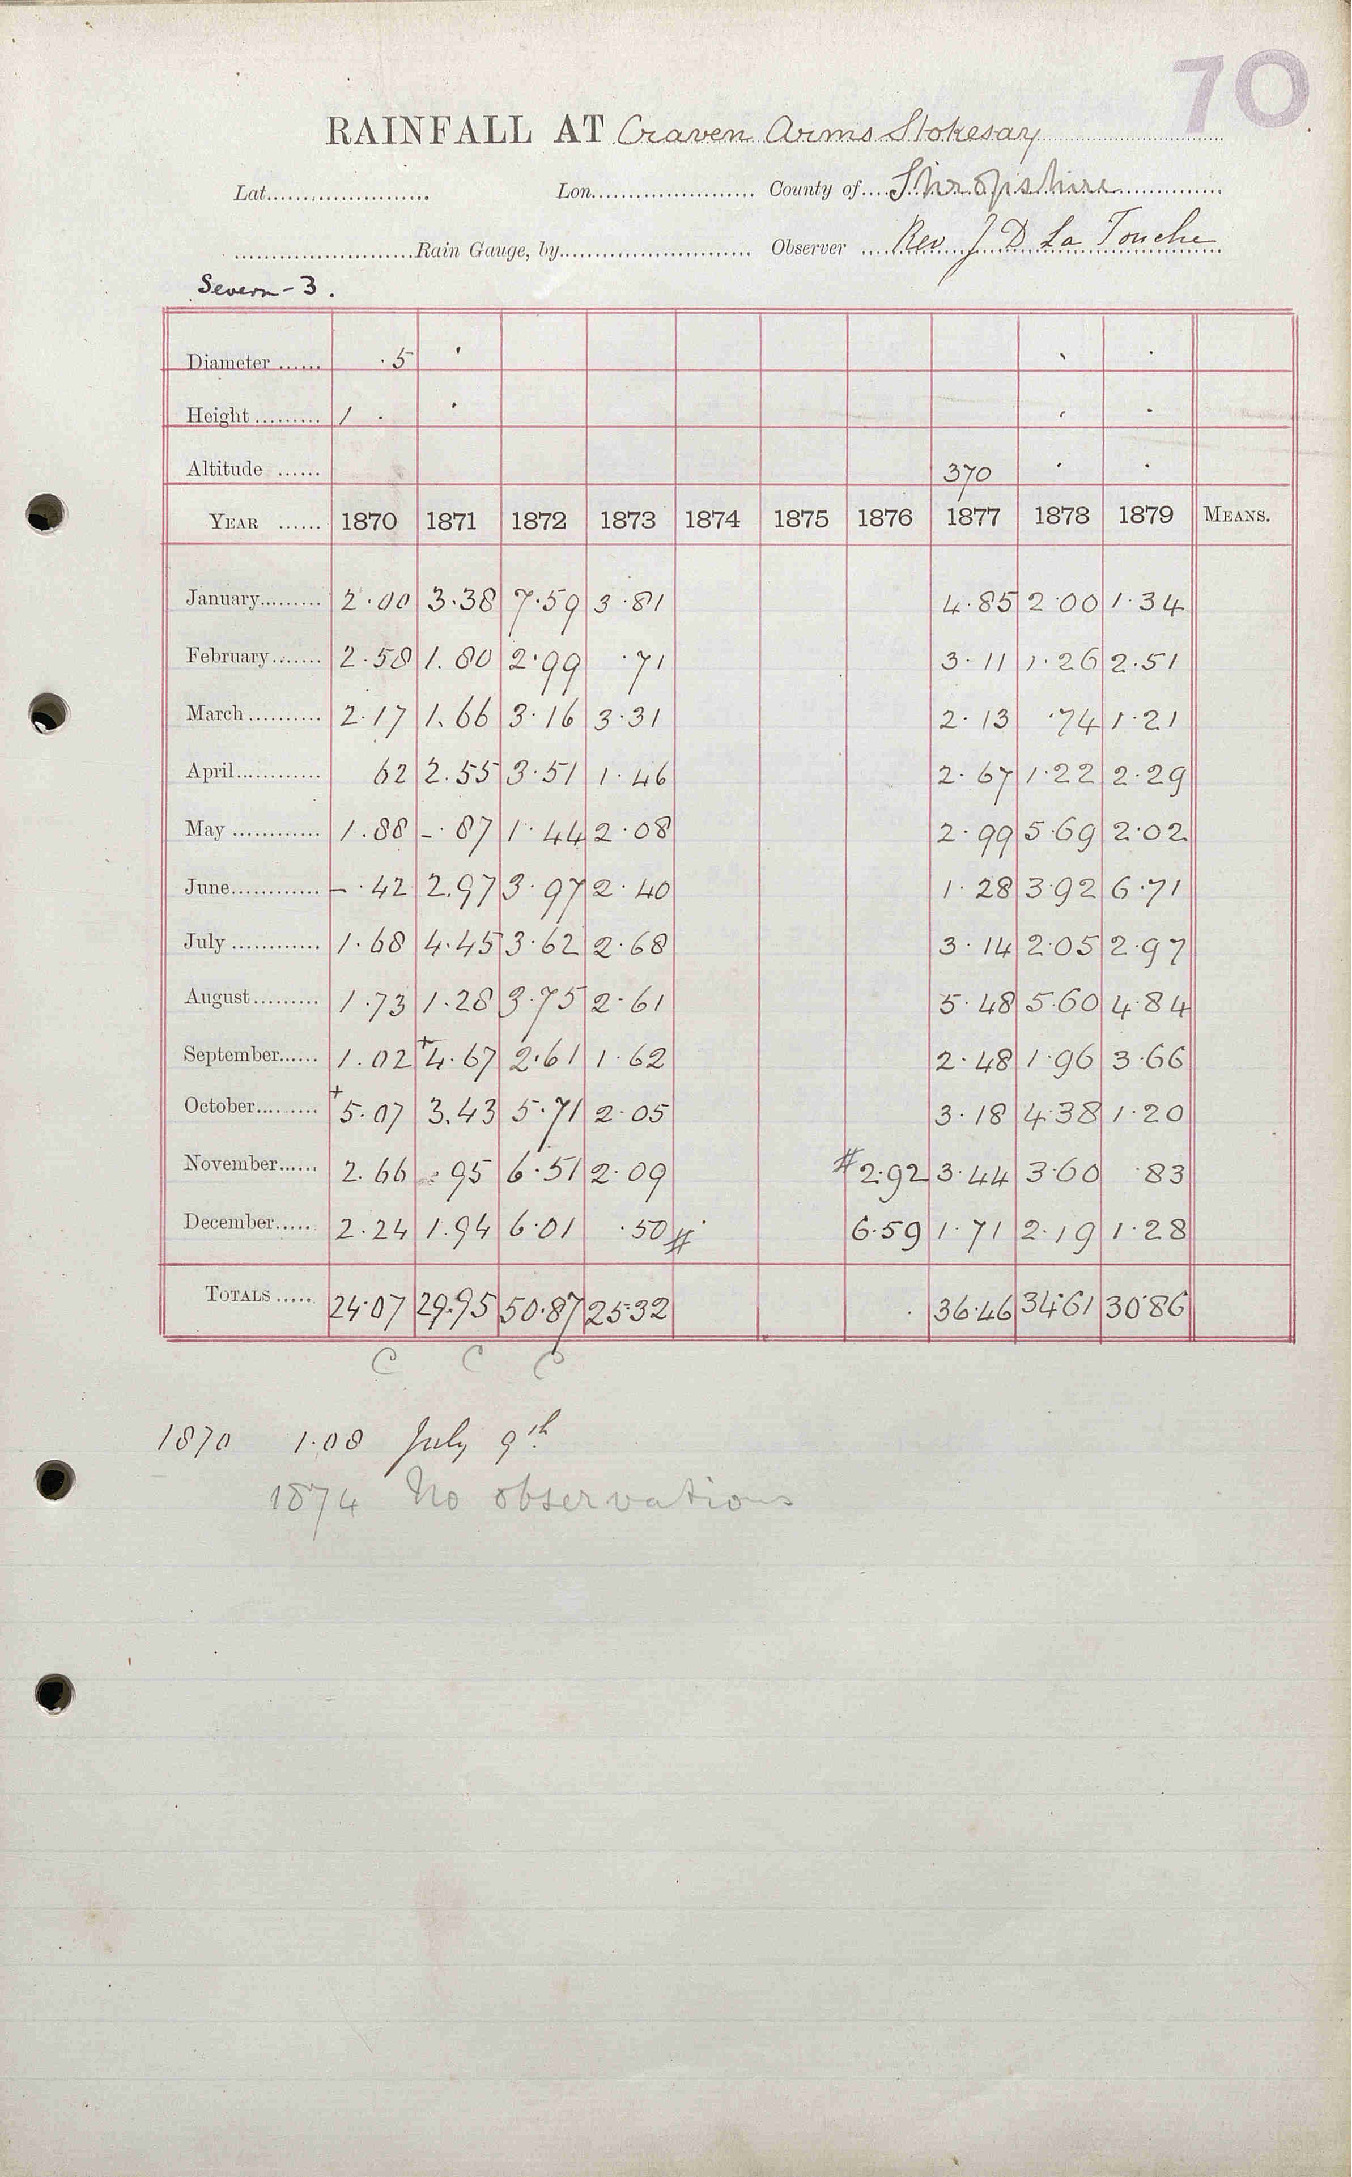 70
RAINFALL AT Craven Arms Stokesay
Lat. Lon. County of Shropshire
Rain Gauge, by Observer Rev J D La Touche
Severn - 3.
Diameter ·5
Height 1
Altitude 370
YEAR 1870 1871 1872 1873 1874 1875 1876 1877 1878 1879 MEANS.
January 2·00 3·38 7·59 3·81 4·85 2·00 1·34
February 2·58 1.80 2·99 ·71 3·11 1·26 2·51
March 2·17 1.66 3·16 3·31 2·13 ·74 1·21
April 62 2.55 3·51 1·46 2·67 1·22 2·29
May 1.88 -·87 1·44 2·08 2·99 5·69 2·02
June -·42 2.97 3·97 2·40 1·28 3·92 6·71
July 1·68 4·45 3·62 2·68 3·14 2·05 2·97
August 1·73 1·28 3·75 2·61 5·48 5·60 4·84
September 1.02 +4·67 2·61 1·62 2·48 1·96 3·66
October +5·07 3.43 5·71 2·05 3·18 4·38 1·20
November 2.66 ·95 6·51 2·09 #2·92 3·44 3·60 ·83
December 2·24 1·94 6·01 ·50 # 6·59 1·71 2·19 1·28
TOTALS 24·07 29·95 50·87 25·32 36·46 34·61 30·86
C C C
1870 1·08 July 9th
1874 No observations